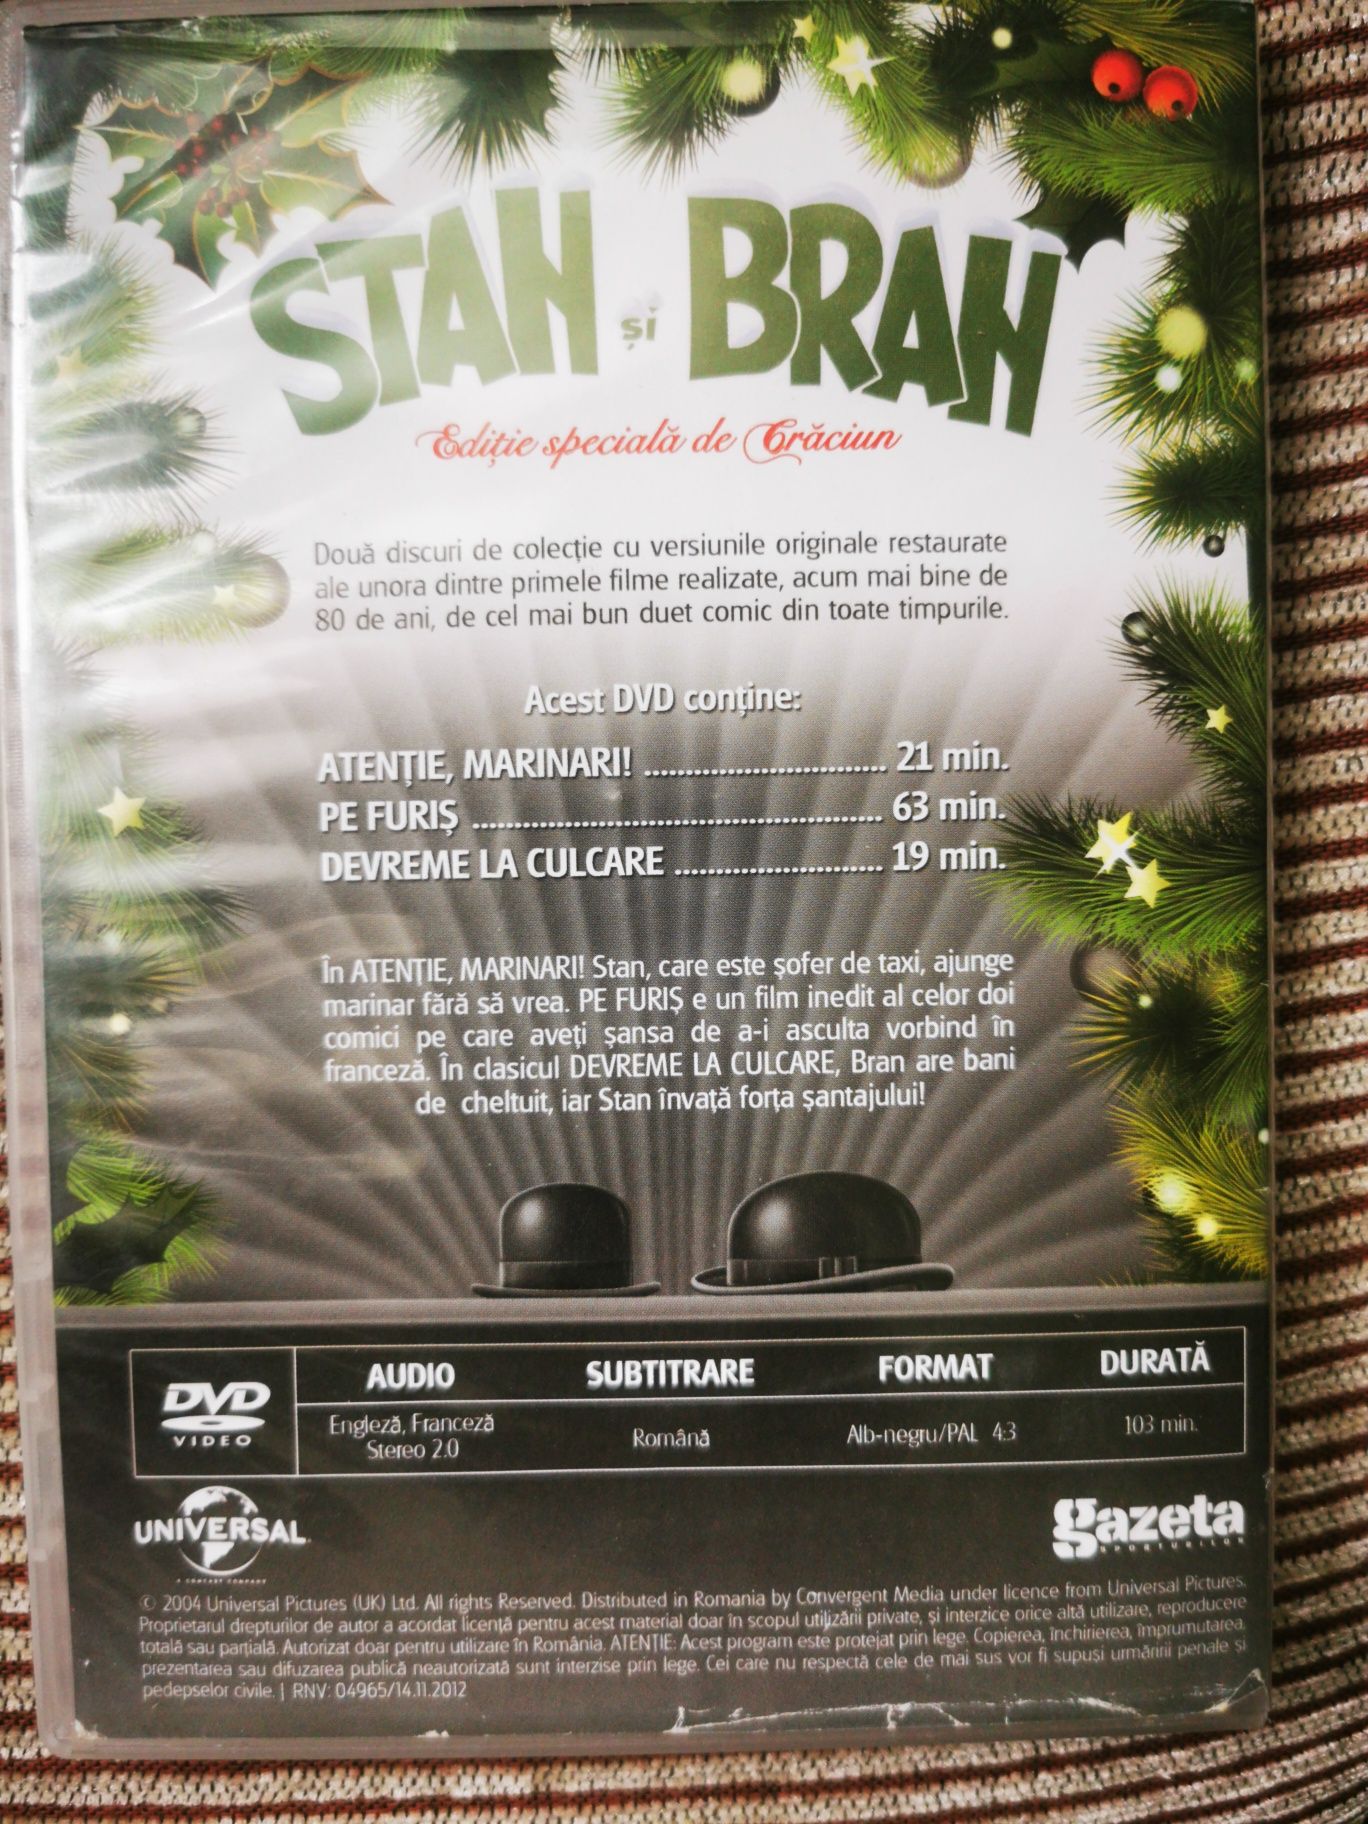 STAN și BRAN
Ediție specială de Crăciun
Două discuri de colecție cu versiunile originale restaurate
ale unora dintre primele filme realizate, acum mai bine de
80 de ani, de cel mai bun duet comic din toate timpurile.
Acest DVD conține:
ATENȚIE, MARINARI! ............................. 21 min.
PE FURIȘ .................................................. 63 min.
DEVREME LA CULCARE ......................... 19 min.
În ATENȚIE, MARINARI! Stan, care este șofer de taxi, ajunge
marinar fără să vrea. PE FURIȘ e un film inedit al celor doi
comici pe care aveți șansa de a-i asculta vorbind în
franceză. În clasicul DEVREME LA CULCARE, Bran are bani
de cheltuit, iar Stan învață forța șantajului!
DVD VIDEO
AUDIO SUBTITRARE FORMAT DURATĂ
Engleză, Franceză
Stereo 2.0
Română
Alb-negru/PAL 4:3
103 min.
UNIVERSAL
A COMCAST COMPANY
gazeta
SPORTURILOR
© 2004 Universal Pictures (UK) Ltd. All rights Reserved. Distributed in Romania by Convergent Media under licence from Universal Pictures.
Proprietarul drepturilor de autor a acordat licență pentru acest material doar în scopul utilizării private, și interzice orice altă utilizare, reproducere
totală sau parțială. Autorizat doar pentru utilizare în România. ATENȚIE: Acest program este protejat prin lege. Copierea, închirierea, împrumutarea,
prezentarea sau difuzarea publică neautorizată sunt interzise prin lege. Cei care nu respectă cele de mai sus vor fi supuși urmăririi penale și
pedepselor civile. | RNV: 04965/14.11.2012